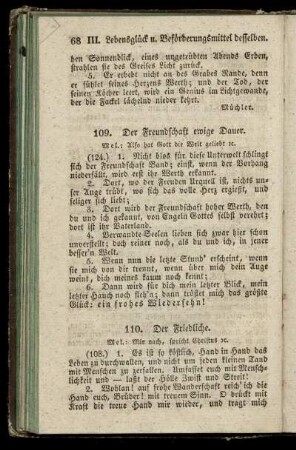 68 III. Lebensglück u. Beförderungsmittel desselben.
den Sonnenblick, eines ungetrübten Abends Erden,
strahlen sie des Greises Licht zurück.
5. Er erbebt nicht an des Grabes Rande, denn
er fühlet seines Herzens Werth; und der Tod, der
seinen Köcher leert, wird ein Genius im Lichtgewande,
der die Fackel lächelnd nieder kehrt.
Müchler.
109. Der Freundschaft ewige Dauer.
Mel.: Also hat Gott die Welt geliebt ꝛc.
(124.) 1. Nicht bloß für diese Unterwelt schlingt
sich der Freundschaft Band; einst, wenn der Vorhang
niederfällt, wird erst ihr Werth erkannt.
2. Dort, wo der Freuden Urquell ist, nichts un-
ser Auge trübt, wo sich das volle Herz ergießt, und
seliger sich liebt;
3. Dort wird der Freundschaft hoher Werth, den
du und ich gekannt, von Engeln Gottes selbst verehrt;
dort ist ihr Vaterland.
4. Verwandte Seelen lieben sich zwar hier schon
unverstellt; doch reiner noch, als du und ich, in jener
besser'n Welt.
5. Wenn nun die letzte Stund' erscheint, wenn
sie mir die treu'ste wird, wenn über mich dein Auge
weint, dich meines kaum noch kennt;
6. Dann wird für dich mein letzter Blick, mein
letzter Hauch noch fleh'n; dann tröstet mich das größte
Glück: ein frohes Wiedersehn!
110. Der Friedliche.
Mel.: Mir nach, spricht Christus ꝛc.
(108.) 1. Es ist so köstlich, Hand in Hand das
Leben zu durchwallen, und nicht um jeden kleinen Tand
mit Menschen zu zerfallen. Umfasset euch mit Mensch-
lichkeit und — laßt der Hölle Zwist und Streit!
2. Wohlan! auf froher Wanderschaft reich' ich die
Hand euch, Brüder! mit treuem Sinn. O drückt mit
Kraft die treue Hand mir wieder, und tragt mich